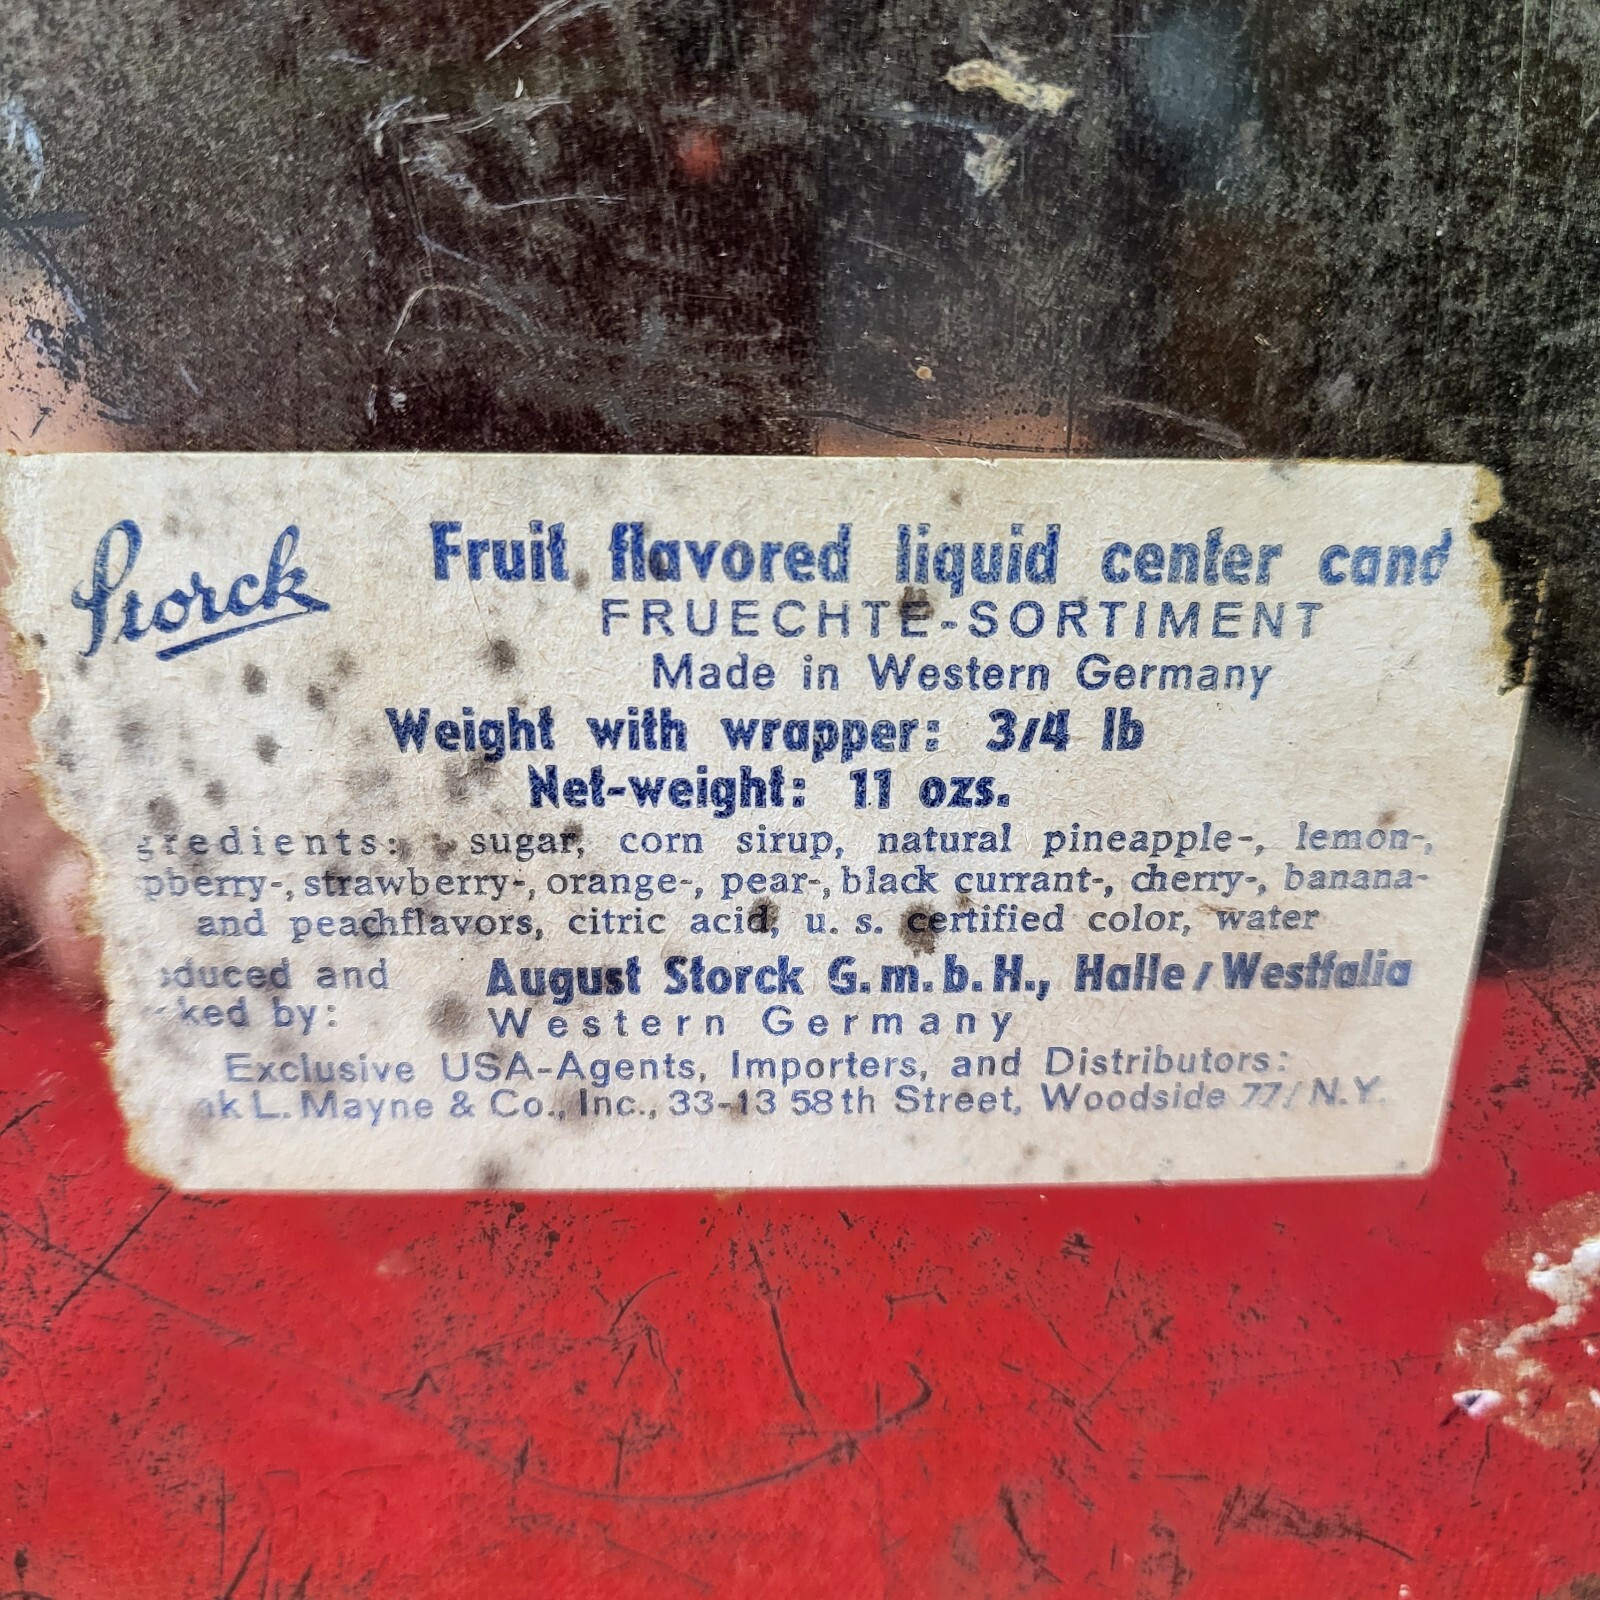 Storck
Fruit flavored liquid center cand
FRUECHTE-SORTIMENT
Made in Western Germany
Weight with wrapper: 3/4 lb
Net-weight: 11 ozs.
gredients: sugar, corn sirup, natural pineapple-, lemon-,
pberry-, strawberry-, orange-, pear-, black currant-, cherry-, banana-
and peachflavors, citric acid, u. s. certified color, water
oduced and August Storck G.m.b.H., Halle/Westfalia
ked by: Western Germany
Exclusive USA-Agents, Importers, and Distributors:
nk L. Mayne & Co., Inc., 33-13 58th Street, Woodside 77/ N.Y.